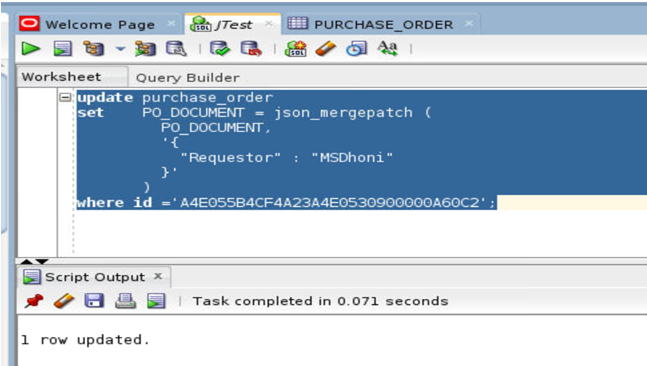 Welcome Page
JTest
PURCHASE_ORDER
Worksheet Query Builder
update purchase_order
set PO_DOCUMENT = json_mergepatch (
PO_DOCUMENT,
'{
"Requestor" : "MSDhoni"
}'
)
where id ='A4E055B4CF4A23A4E0530900000A60C2';
Script Output
Task completed in 0.071 seconds
1 row updated.